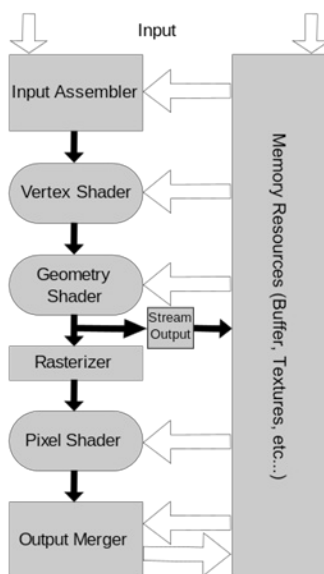 Input
Input Assembler
Vertex Shader
Geometry
Shader
Stream
Output
Rasterizer
Pixel Shader
Output Merger
Memory Resources (Buffer, Textures, etc...)